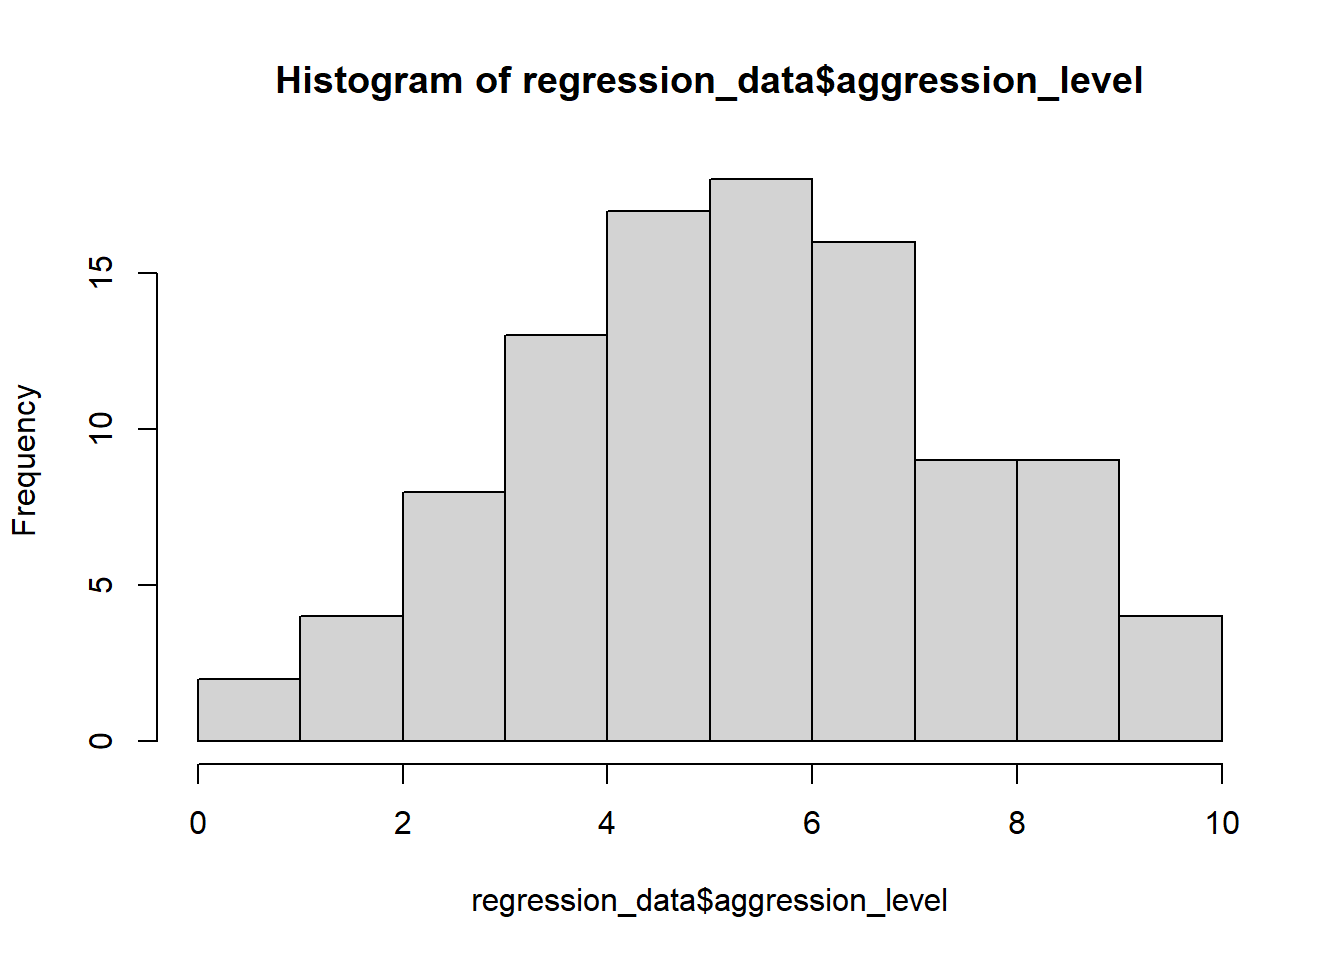 Histogram of regression_data$aggression_level
Frequency
15
10
5
0
0 2 4 6 8 10
regression_data$aggression_level